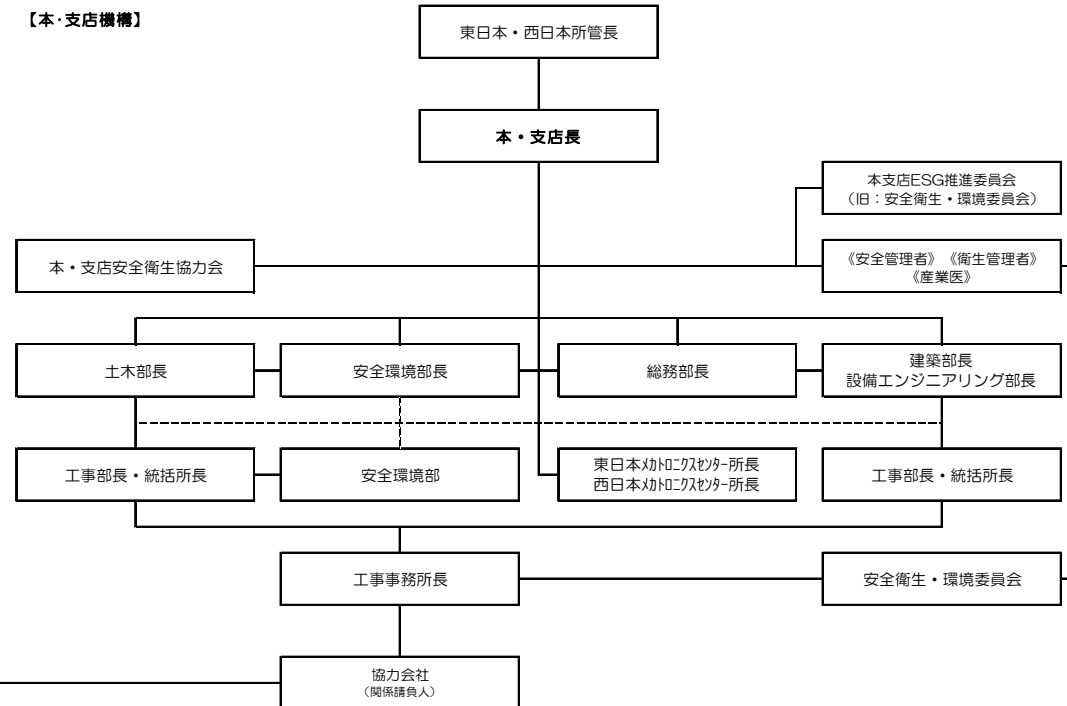 【本･支店機構】
東日本・西日本所管長
本・支店長
本支店ESG推進委員会
（旧：安全衛生・環境委員会）
本・支店安全衛生協力会
《安全管理者》《衛生管理者》
《産業医》
土木部長
安全環境部長
総務部長
建築部長
設備エンジニアリング部長
工事部長・統括所長
安全環境部
東日本ﾒｶﾄﾛﾆｸｽｾﾝﾀｰ所長
西日本ﾒｶﾄﾛﾆｸｽｾﾝﾀｰ所長
工事部長・統括所長
工事事務所長
安全衛生・環境委員会
協力会社
（関係請負人）